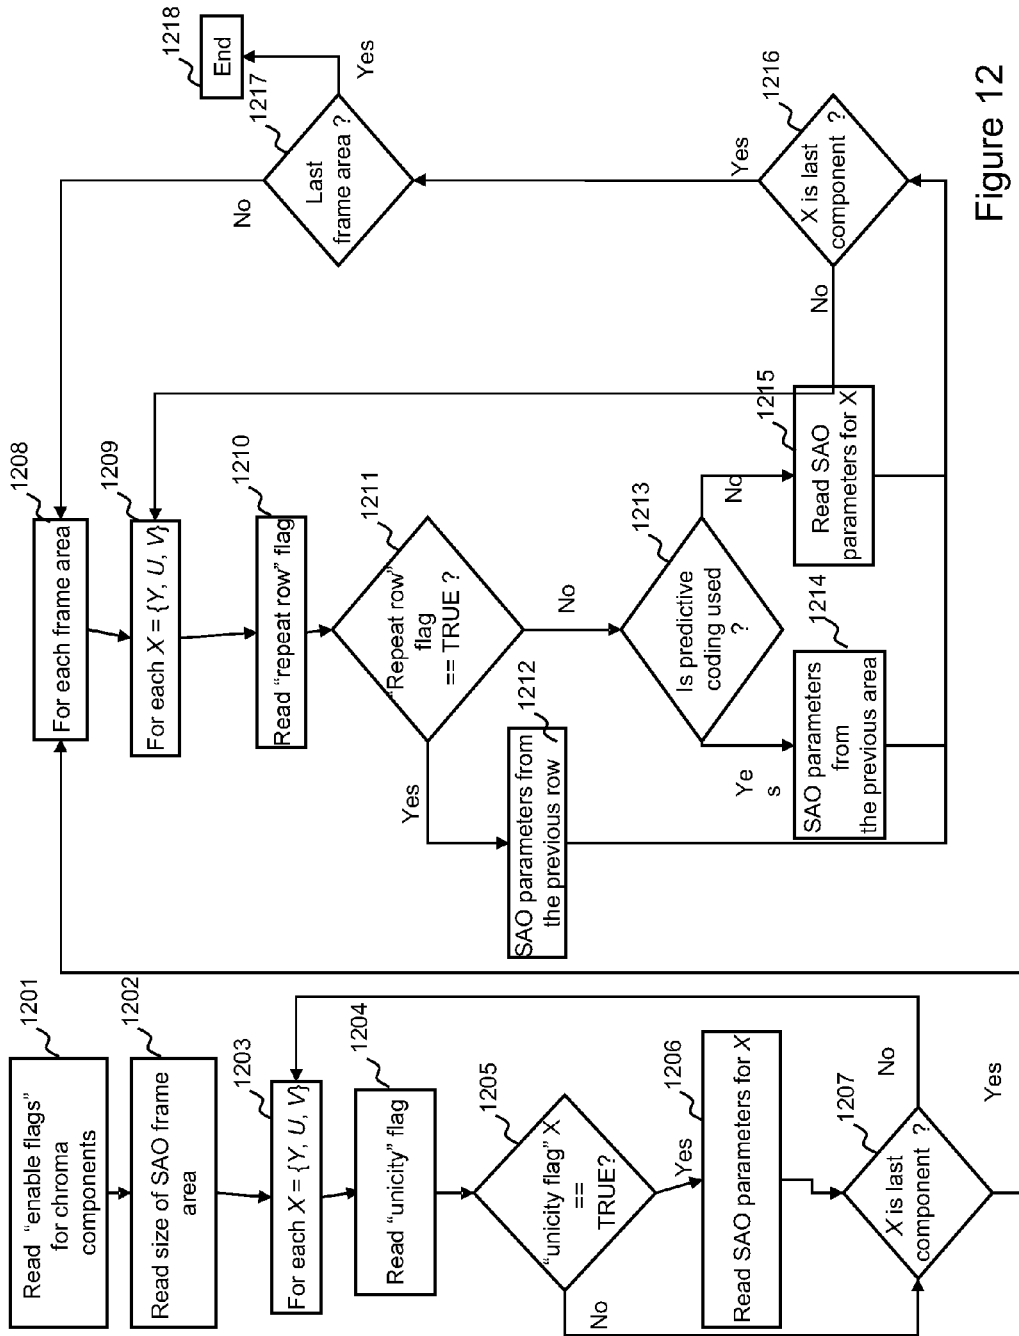 1201
Read “enable flags”
for chroma
components
1202
Read size of SAO frame
area
1203
For each X = {Y, U, V}
1204
Read “unicity” flag
1205
“unicity flag” X
==
TRUE?
Yes
No
1206
Read SAO parameters for X
1207
X is last
component ?
No
Yes
1208
For each frame area
1209
For each X = {Y, U, V}
1210
Read “repeat row” flag
1211
“Repeat row”
flag
== TRUE ?
Yes
No
1212
SAO parameters from
the previous row
1213
Is predictive
coding used
?
Ye
s
No
1214
SAO parameters
from
the previous area
1215
Read SAO
parameters for X
1216
X is last
component ?
No
Yes
1217
Last
frame area ?
No
Yes
1218
End
Figure 12